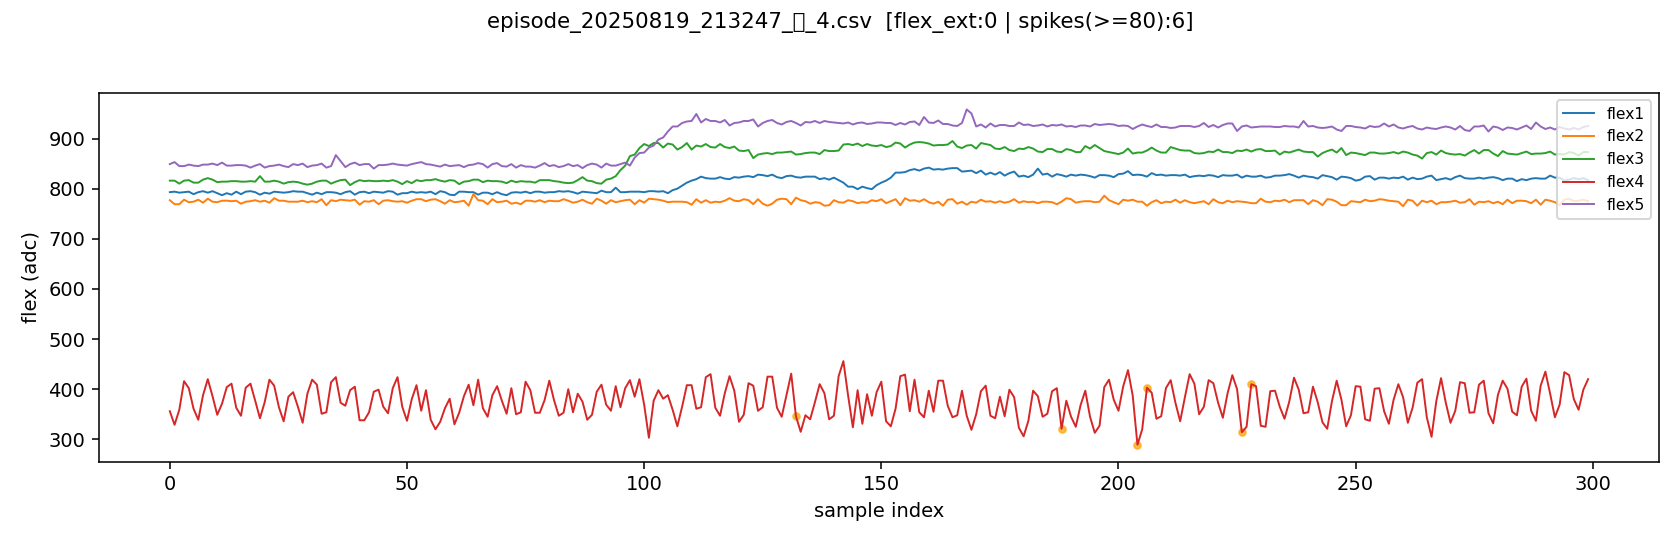 episode_20250819_213247_▯_4.csv [flex_ext:0 | spikes(>=80):6]
flex (adc)
900
800
700
600
500
400
300
0
50
100
150
200
250
300
sample index
flex1
flex2
flex3
flex4
flex5